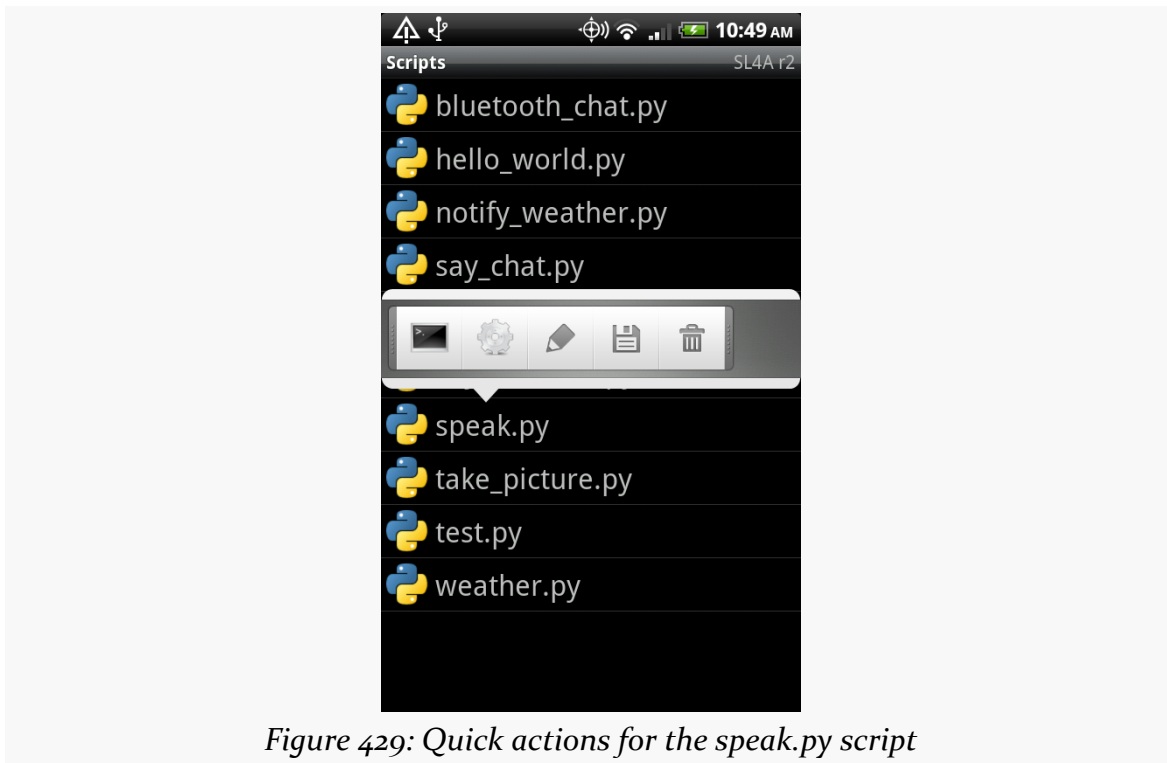 10:49 AM
Scripts SL4A r2
bluetooth_chat.py
hello_world.py
notify_weather.py
say_chat.py
speak.py
take_picture.py
test.py
weather.py
Figure 429: Quick actions for the speak.py script